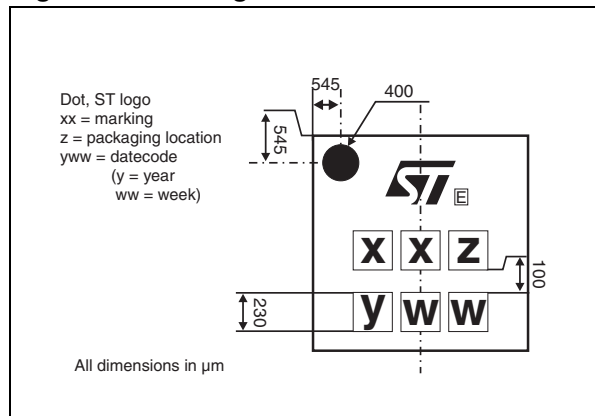 545
400
Dot, ST logo
xx = marking
z = packaging location
yww = datecode
(y = year
ww = week)
545
ST
E
x x z
100
230
y w w
All dimensions in µm